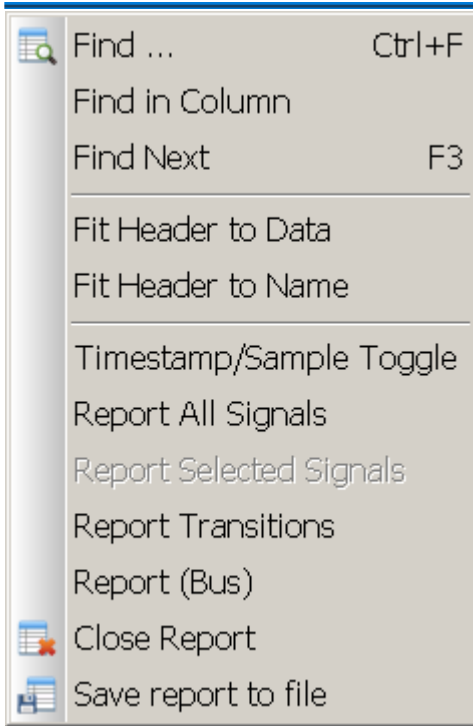 Find ... Ctrl+F
Find in Column
Find Next F3
Fit Header to Data
Fit Header to Name
Timestamp/Sample Toggle
Report All Signals
Report Selected Signals
Report Transitions
Report (Bus)
Close Report
Save report to file